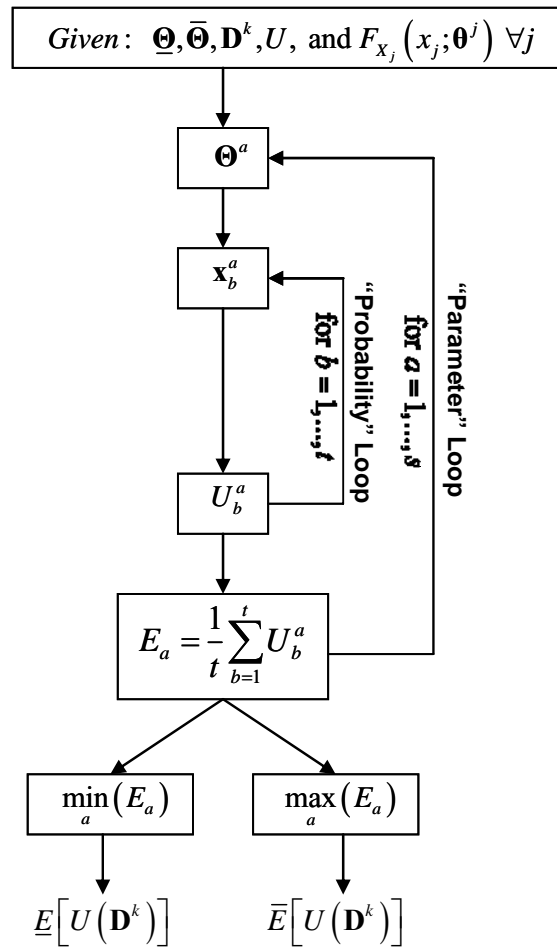 Given: Θ̲, Θ̄, D^k, U, and F_{X_j}(x_j; θ^j) ∀j
Θ^a
x_b^a
"Probability" Loop
for b = 1,...,t
"Parameter" Loop
for a = 1,...,s
U_b^a
E_a = 1/t ∑_{b=1}^{t} U_b^a
min_a (E_a)
max_a (E_a)
E̲[U(D^k)]
Ē[U(D^k)]